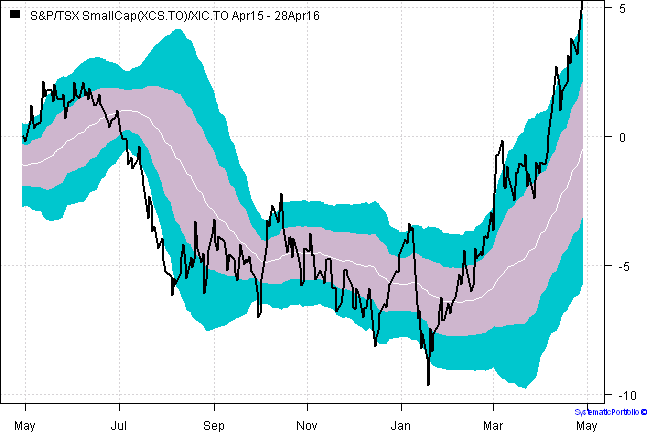 S&P/TSX SmallCap(XCS.TO)/XIC.TO Apr15 - 28Apr16
5
0
-5
-10
SystematicPortfolio ©
May Jul Sep Nov Jan Mar May